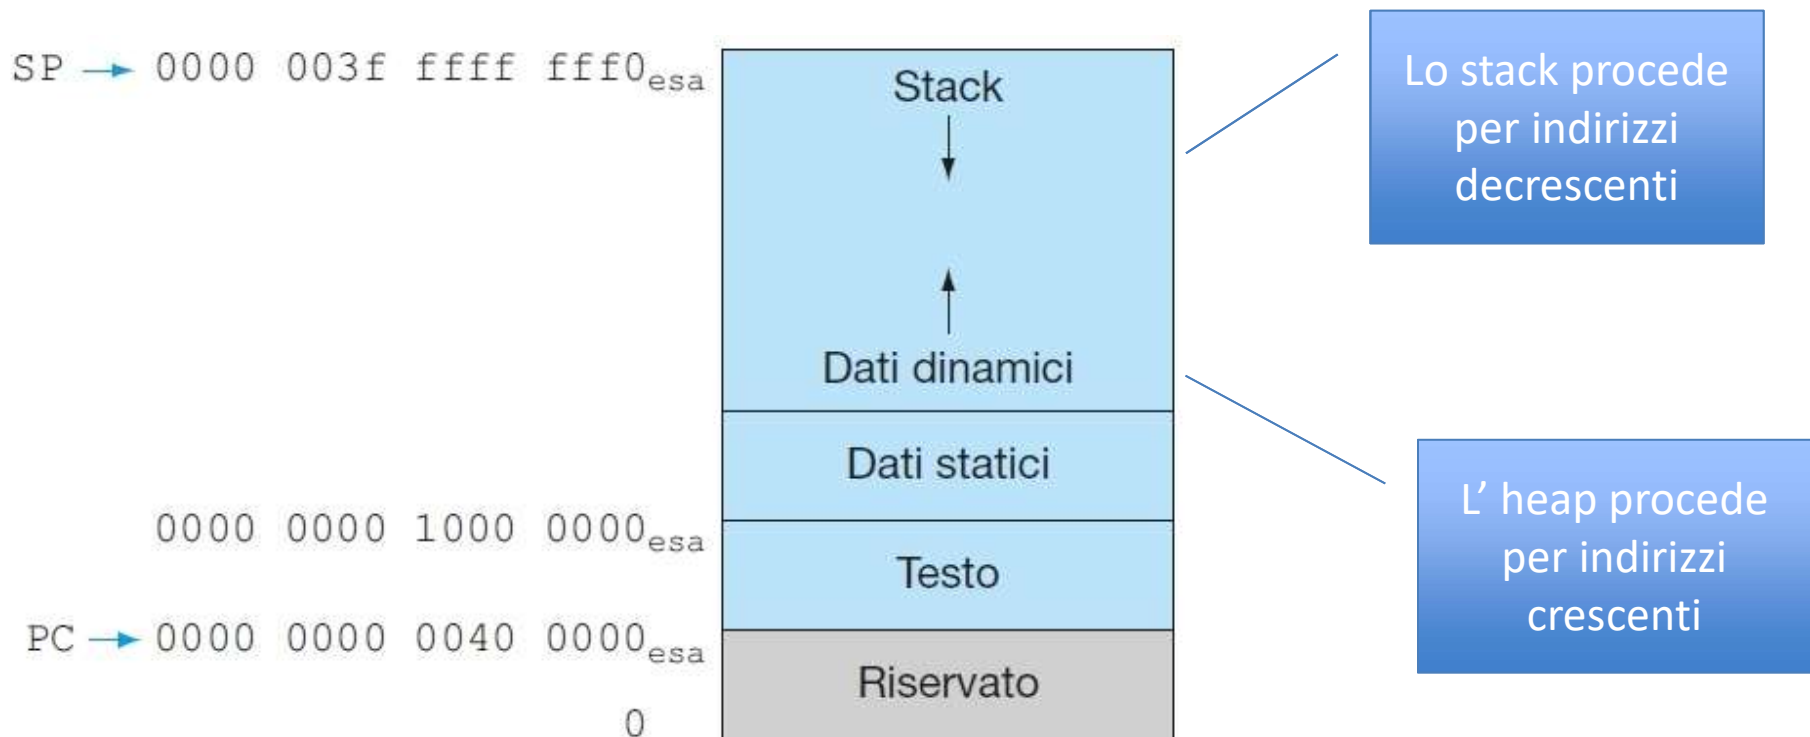 SP → 0000 003f ffff fff0esa
Stack
Lo stack procede
per indirizzi
decrescenti
Dati dinamici
Dati statici
L’ heap procede
per indirizzi
crescenti
0000 0000 1000 0000esa
Testo
PC → 0000 0000 0040 0000esa
Riservato
0